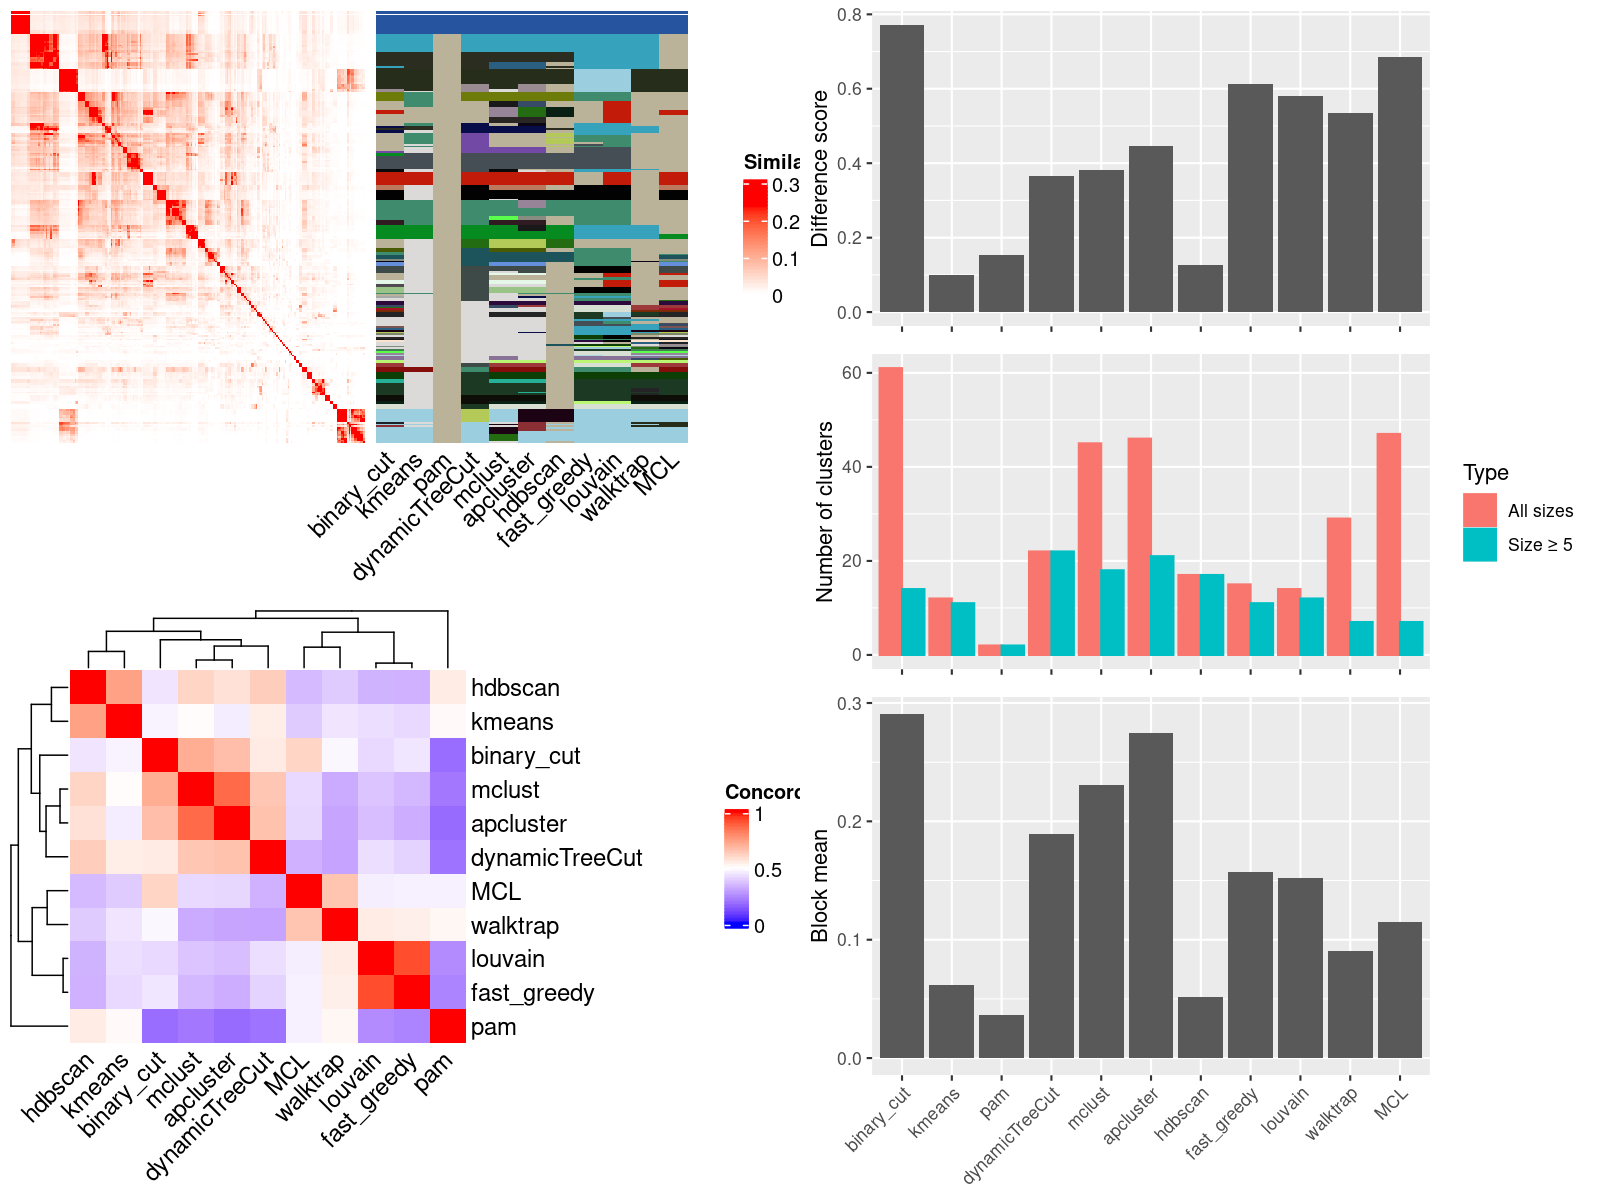 Simila
0.3
0.2
0.1
0
binary_cut
kmeans
pam
dynamicTreeCut
mclust
apcluster
hdbscan
fast_greedy
louvain
walktrap
MCL
hdbscan
kmeans
binary_cut
mclust
apcluster
dynamicTreeCut
MCL
walktrap
louvain
fast_greedy
pam
Concord
1
0.5
0
hdbscan
kmeans
binary_cut
mclust
apcluster
dynamicTreeCut
MCL
walktrap
louvain
fast_greedy
pam
Difference score
0.8
0.6
0.4
0.2
0.0
Number of clusters
60
40
20
0
Type
All sizes
Size ≥ 5
Block mean
0.3
0.2
0.1
0.0
binary_cut
kmeans
pam
dynamicTreeCut
mclust
apcluster
hdbscan
fast_greedy
louvain
walktrap
MCL